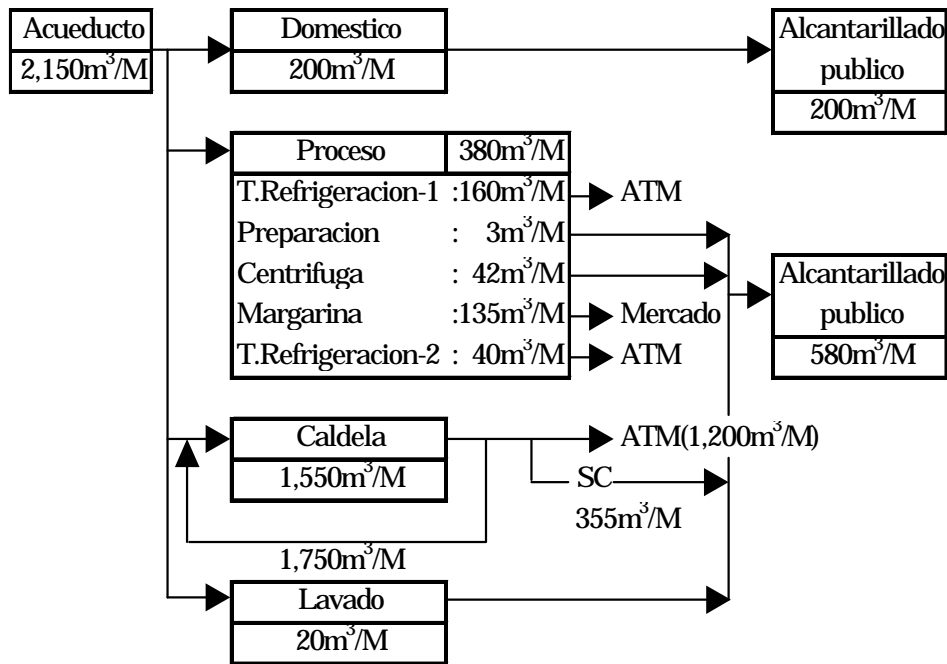 Acueducto
2,150m³/M
Domestico
200m³/M
Alcantarillado
publico
200m³/M
Proceso 380m³/M
T.Refrigeracion-1 :160m³/M ATM
Preparacion : 3m³/M
Centrifuga : 42m³/M
Margarina :135m³/M Mercado
T.Refrigeracion-2 : 40m³/M ATM
Alcantarillado
publico
580m³/M
Caldela
1,550m³/M
ATM(1,200m³/M)
SC
355m³/M
1,750m³/M
Lavado
20m³/M